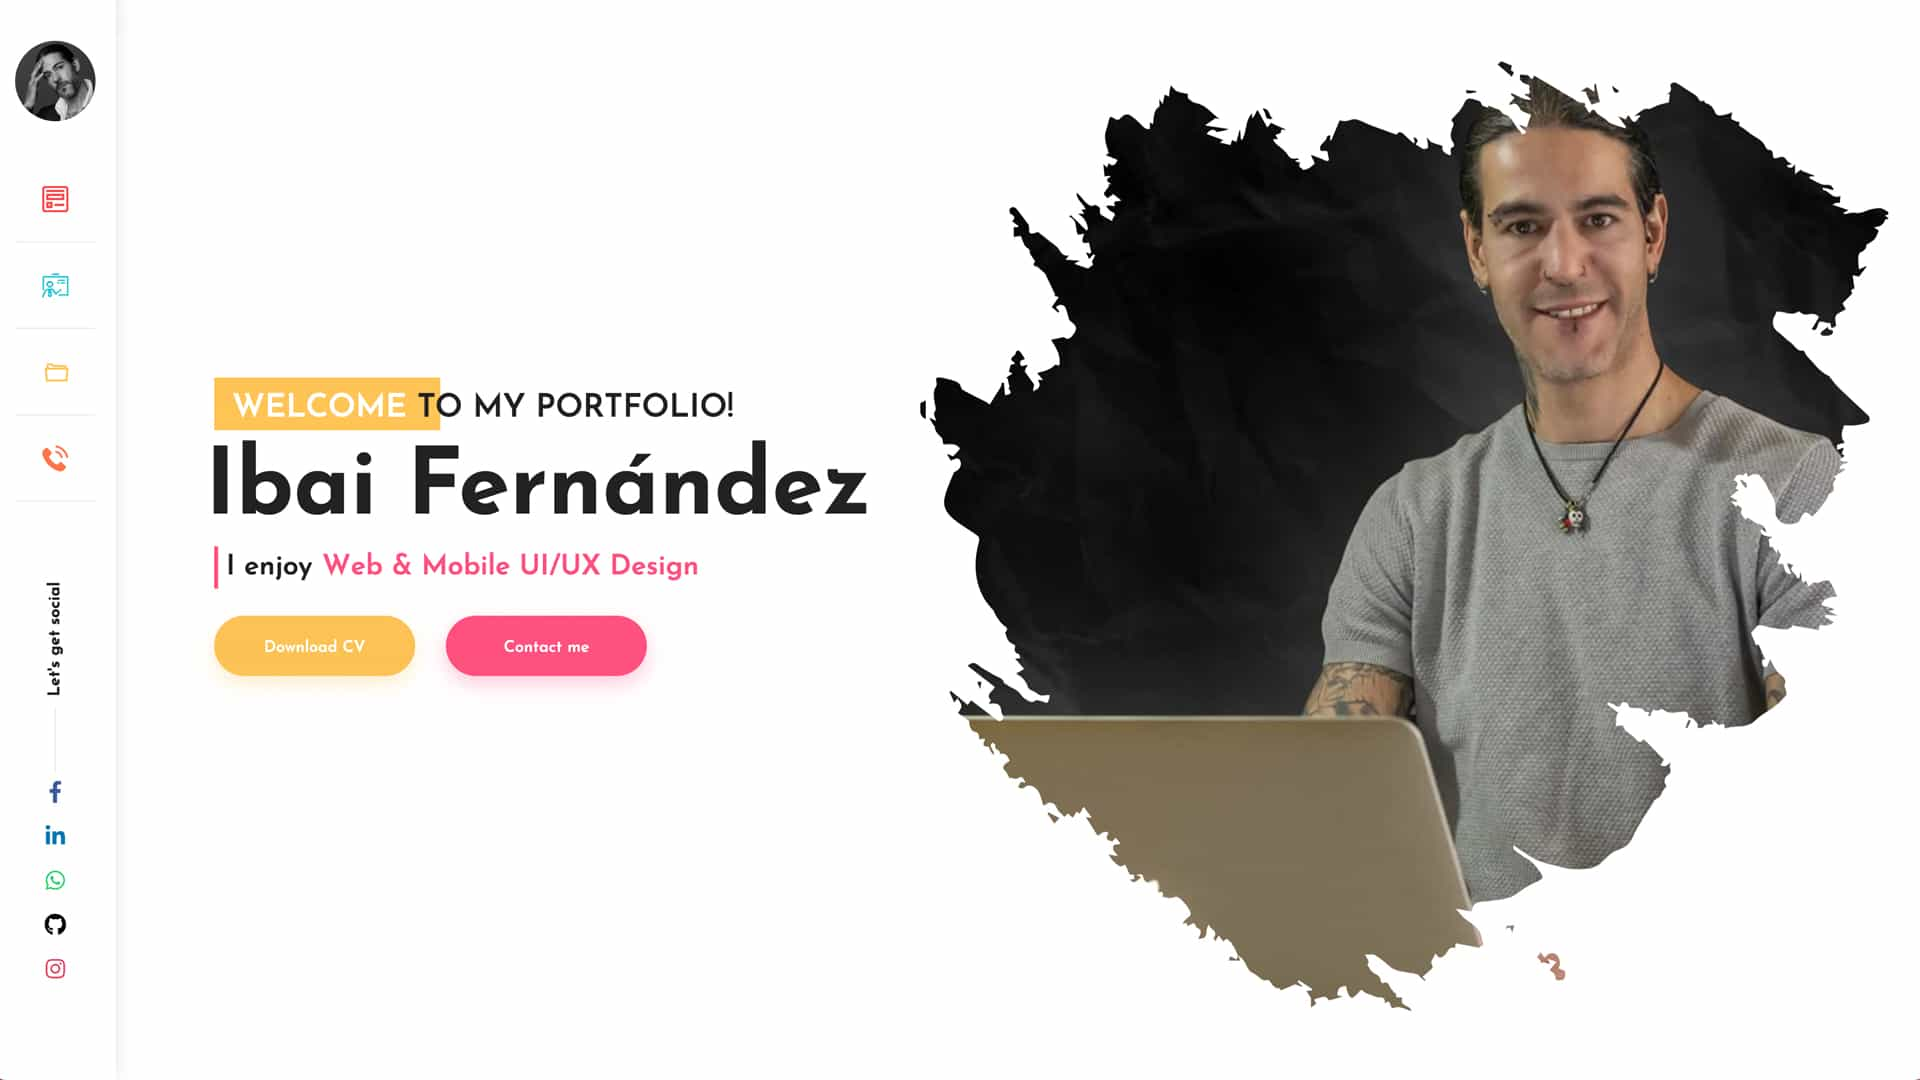 WELCOME TO MY PORTFOLIO!
Ibai Fernández
I enjoy Web & Mobile UI/UX Design
Download CV
Contact me
Let's get social